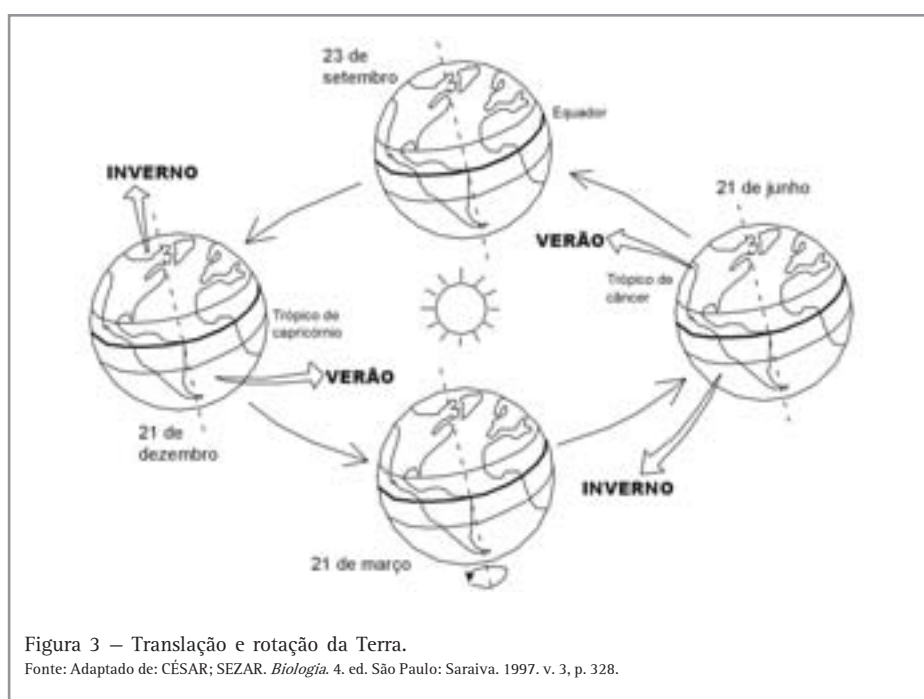 23 de
setembro
Equador
INVERNO
21 de junho
VERÃO
Trópico de
câncer
Trópico de
capricórnio
VERÃO
21 de
dezembro
INVERNO
21 de março
Figura 3 – Translação e rotação da Terra.
Fonte: Adaptado de: CÉSAR; SEZAR. Biologia. 4. ed. São Paulo: Saraiva. 1997. v. 3, p. 328.